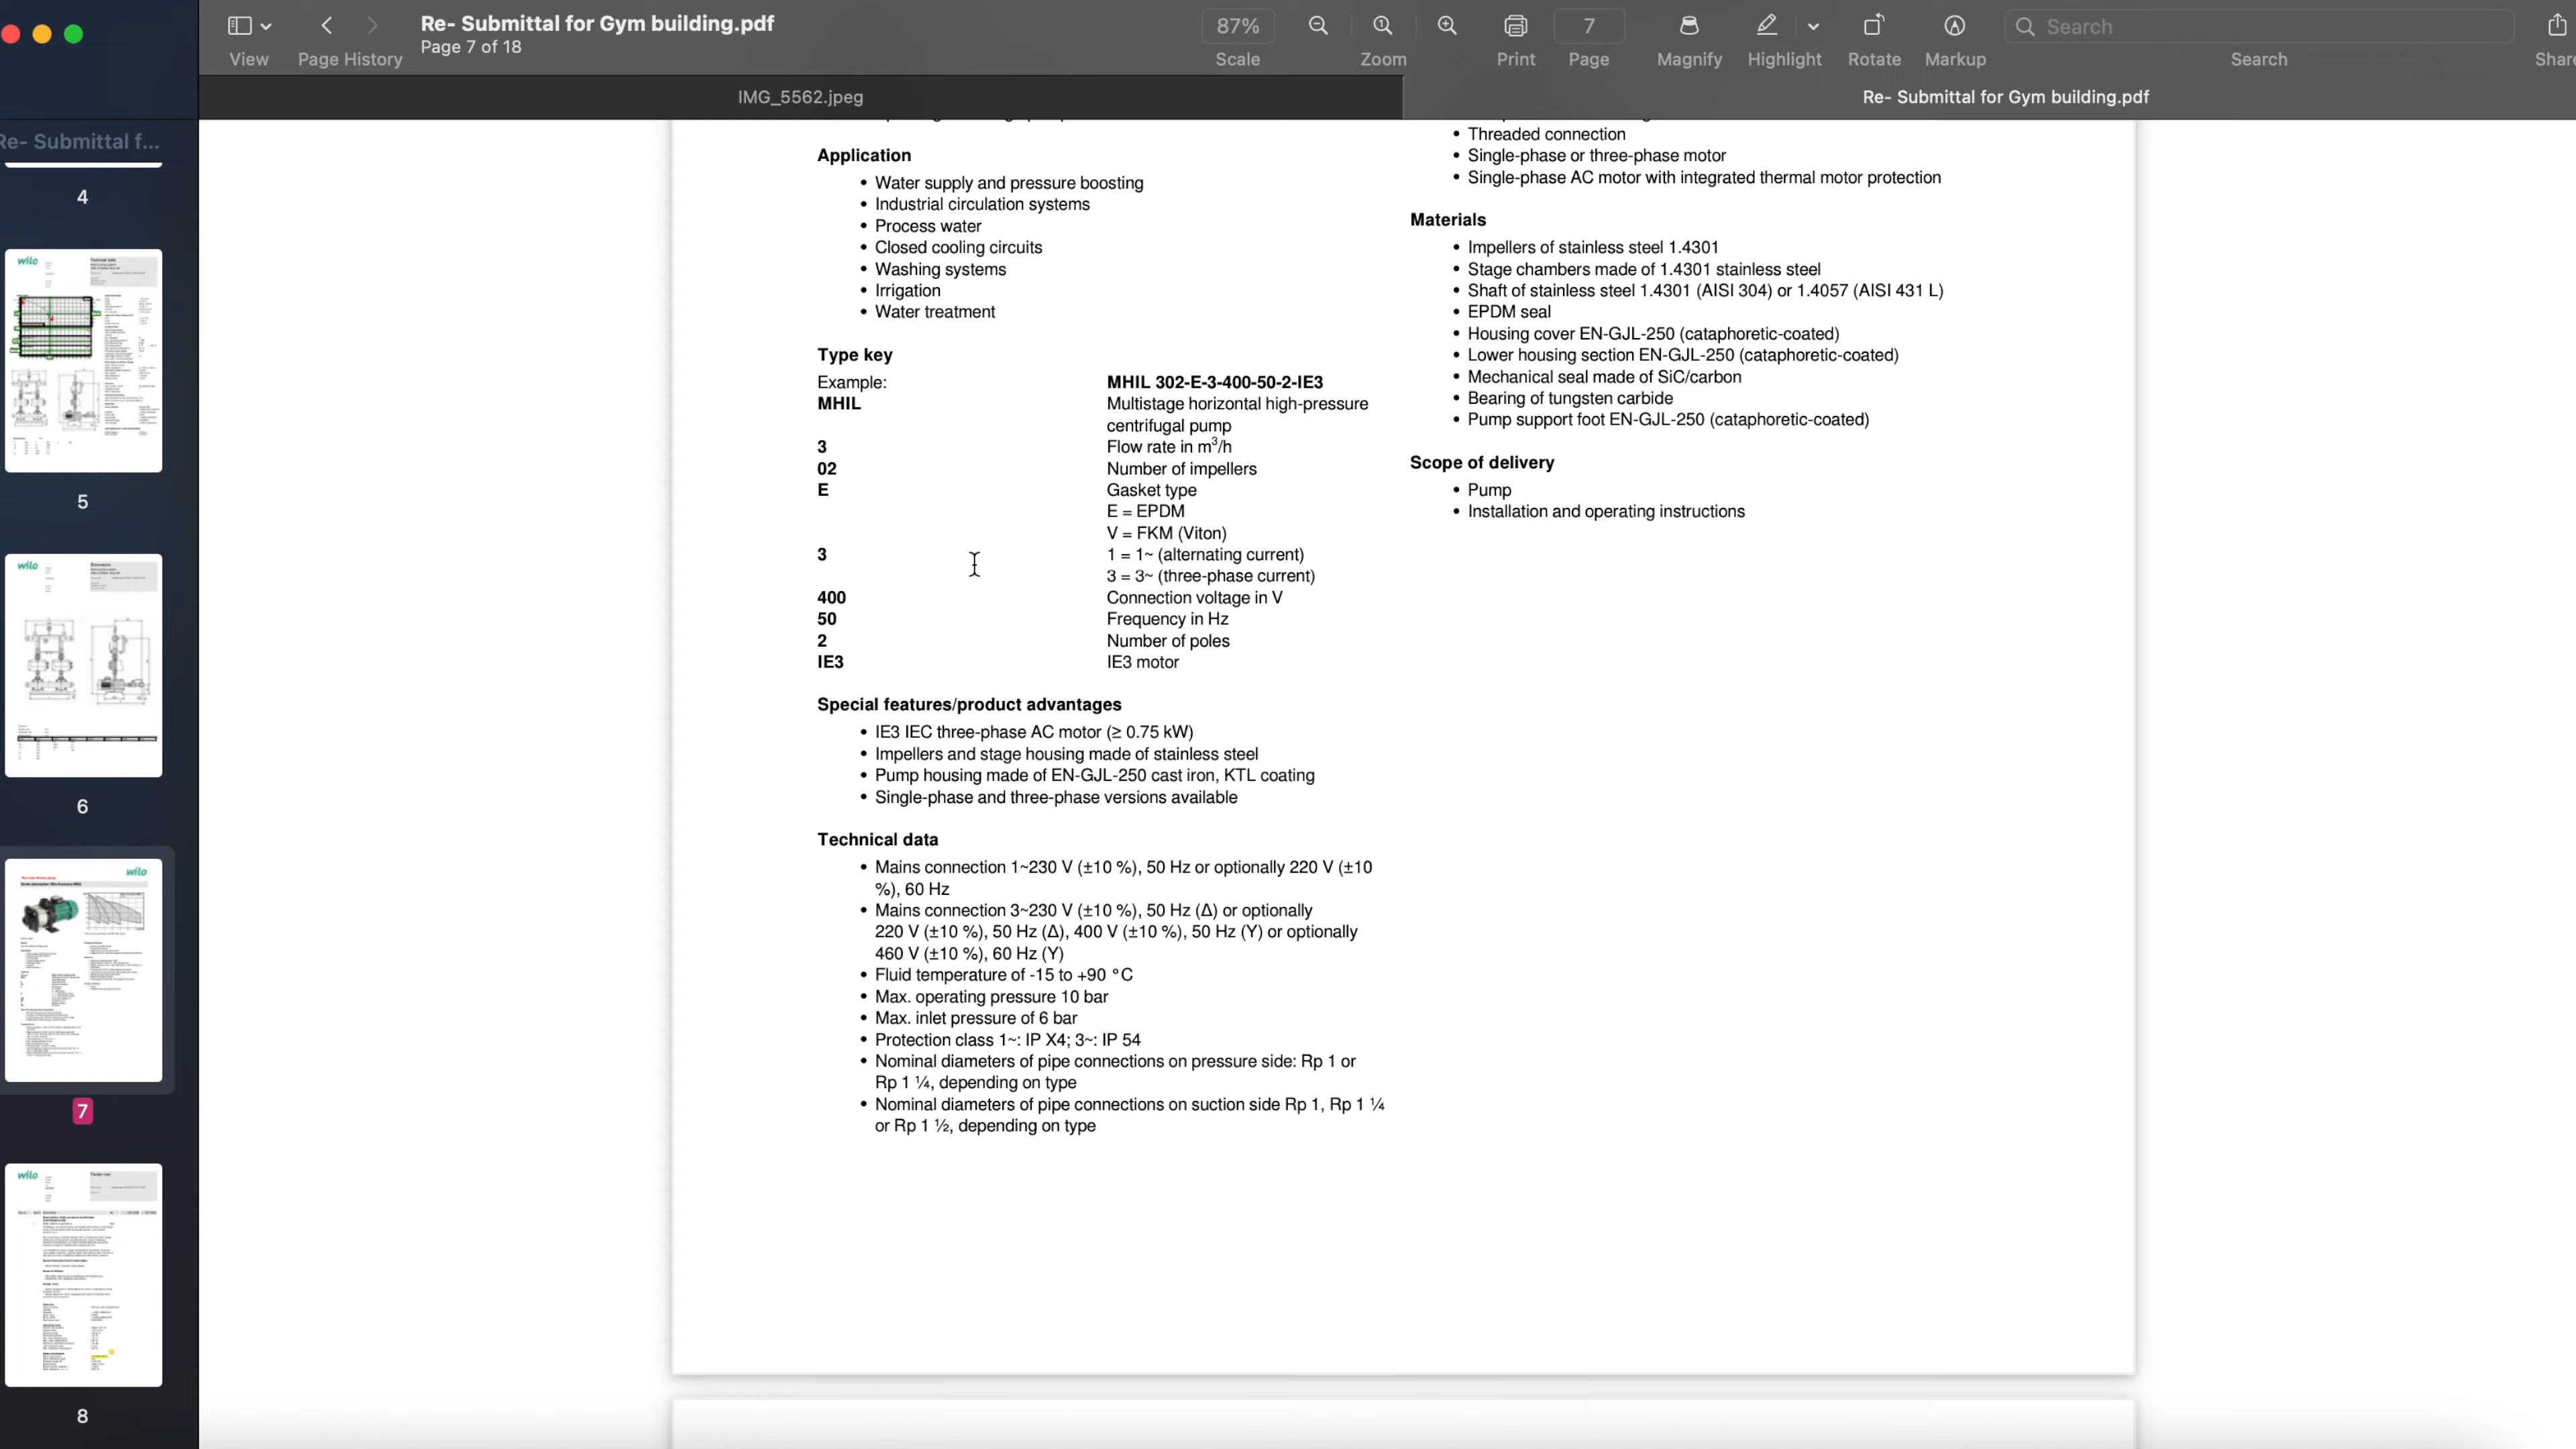 Re- Submittal for Gym building.pdf
Page 7 of 18
View
Page History
87%
Scale
Zoom
Print
7
Page
Magnify
Highlight
Rotate
Markup
Search
Search
IMG_5562.jpeg
Re- Submittal for Gym building.pdf
Re- Submittal f...
4
wilo
5
wilo
6
wilo
7
wilo
8
Application
• Water supply and pressure boosting
• Industrial circulation systems
• Process water
• Closed cooling circuits
• Washing systems
• Irrigation
• Water treatment
Type key
Example: MHIL 302-E-3-400-50-2-IE3
MHIL Multistage horizontal high-pressure
centrifugal pump
3 Flow rate in m³/h
02 Number of impellers
E Gasket type
E = EPDM
V = FKM (Viton)
3 1 = 1~ (alternating current)
3 = 3~ (three-phase current)
400 Connection voltage in V
50 Frequency in Hz
2 Number of poles
IE3 IE3 motor
Special features/product advantages
• IE3 IEC three-phase AC motor (≥ 0.75 kW)
• Impellers and stage housing made of stainless steel
• Pump housing made of EN-GJL-250 cast iron, KTL coating
• Single-phase and three-phase versions available
Technical data
• Mains connection 1~230 V (±10 %), 50 Hz or optionally 220 V (±10
%), 60 Hz
• Mains connection 3~230 V (±10 %), 50 Hz (Δ) or optionally
220 V (±10 %), 50 Hz (Δ), 400 V (±10 %), 50 Hz (Y) or optionally
460 V (±10 %), 60 Hz (Y)
• Fluid temperature of -15 to +90 °C
• Max. operating pressure 10 bar
• Max. inlet pressure of 6 bar
• Protection class 1~: IP X4; 3~: IP 54
• Nominal diameters of pipe connections on pressure side: Rp 1 or
Rp 1 ¼, depending on type
• Nominal diameters of pipe connections on suction side Rp 1, Rp 1 ¼
or Rp 1 ½, depending on type
• Threaded connection
• Single-phase or three-phase motor
• Single-phase AC motor with integrated thermal motor protection
Materials
• Impellers of stainless steel 1.4301
• Stage chambers made of 1.4301 stainless steel
• Shaft of stainless steel 1.4301 (AISI 304) or 1.4057 (AISI 431 L)
• EPDM seal
• Housing cover EN-GJL-250 (cataphoretic-coated)
• Lower housing section EN-GJL-250 (cataphoretic-coated)
• Mechanical seal made of SiC/carbon
• Bearing of tungsten carbide
• Pump support foot EN-GJL-250 (cataphoretic-coated)
Scope of delivery
• Pump
• Installation and operating instructions